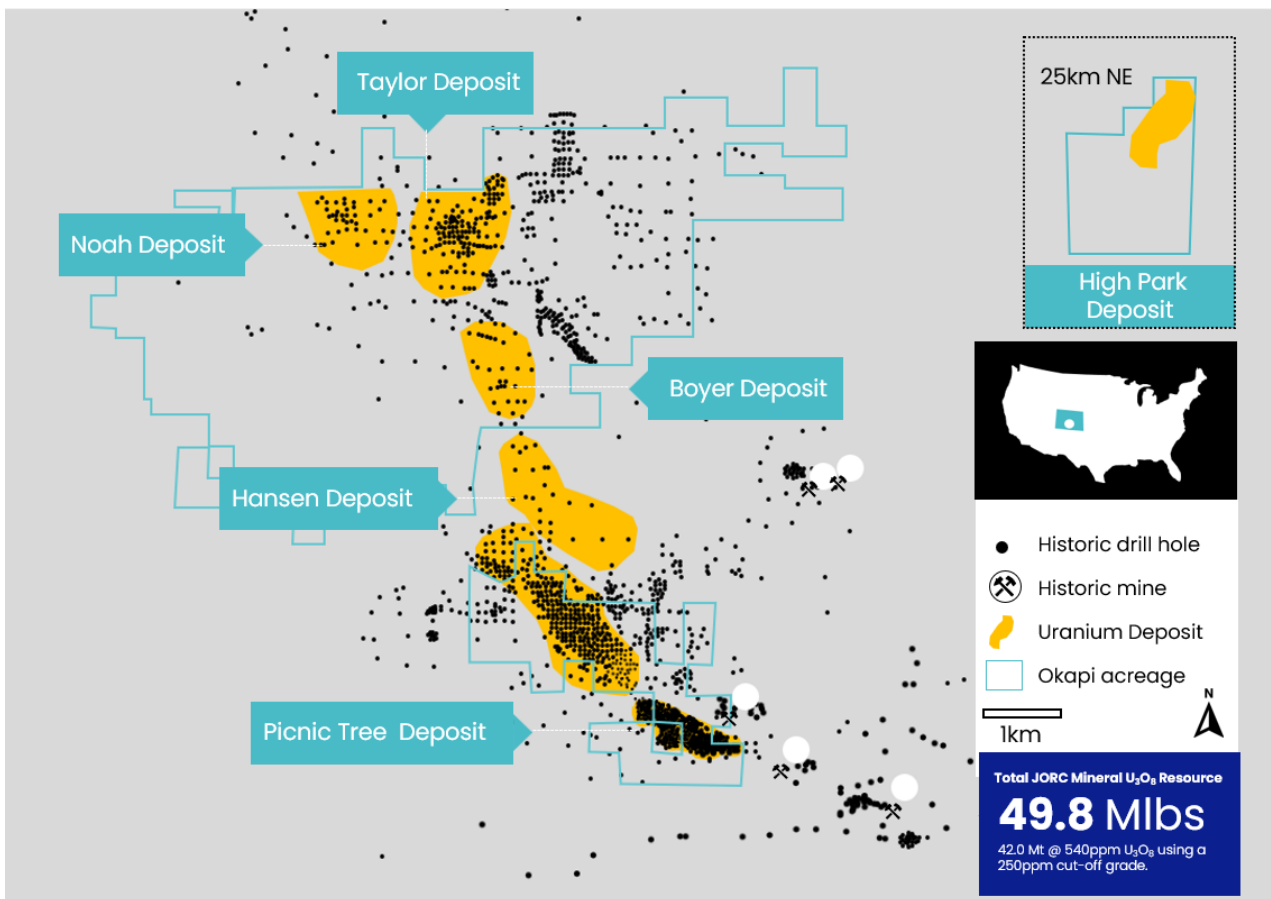 Taylor Deposit
25km NE
Noah Deposit
High Park
Deposit
Boyer Deposit
Hansen Deposit
Historic drill hole
Historic mine
Uranium Deposit
Okapi acreage
N
1km
Picnic Tree Deposit
Total JORC Mineral U₃O₈ Resource
49.8 Mlbs
42.0 Mt @ 540ppm U₃O₈ using a
250ppm cut-off grade.